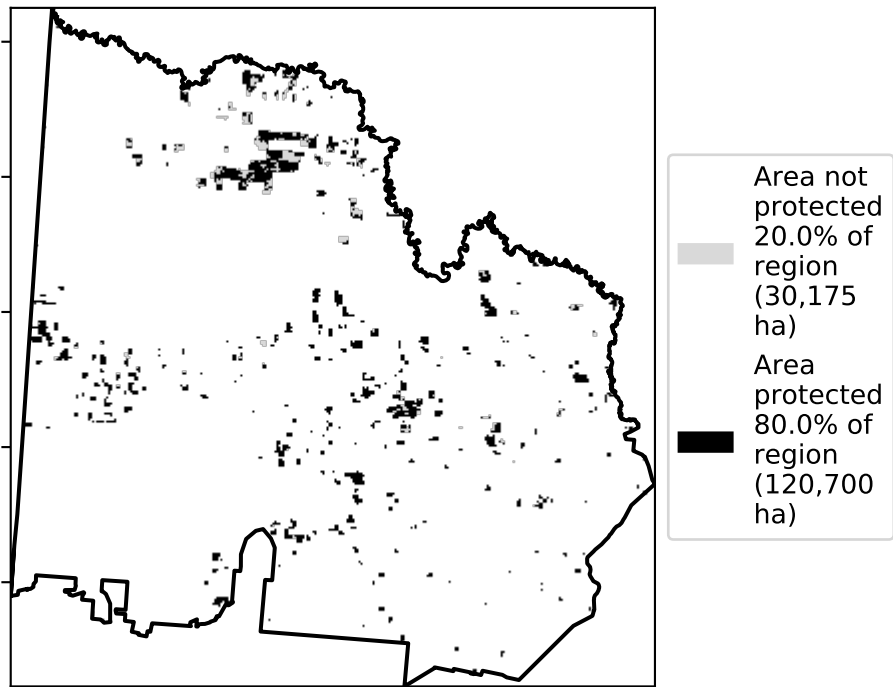 Area not
protected
20.0% of
region
(30,175
ha)
Area
protected
80.0% of
region
(120,700
ha)